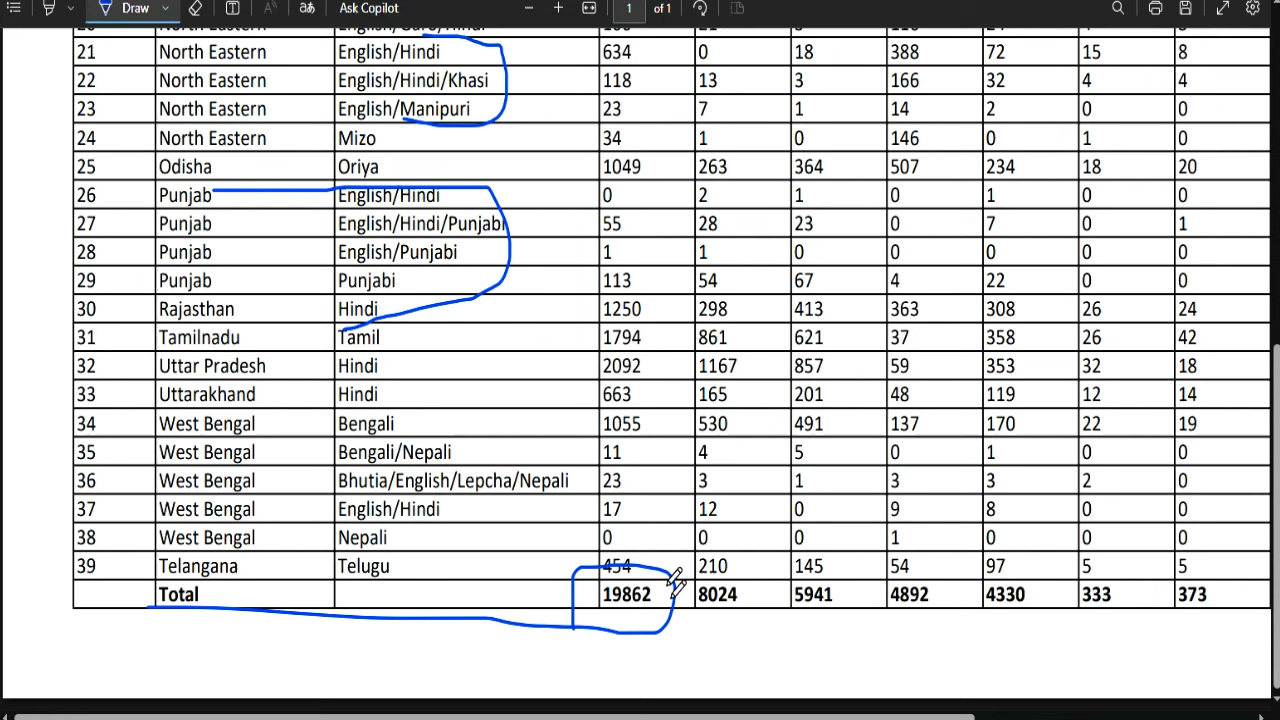 Draw Ask Copilot 1 of 1
21 North Eastern English/Hindi 634 0 18 388 72 15 8
22 North Eastern English/Hindi/Khasi 118 13 3 166 32 4 4
23 North Eastern English/Manipuri 23 7 1 14 2 0 0
24 North Eastern Mizo 34 1 0 146 0 1 0
25 Odisha Oriya 1049 263 364 507 234 18 20
26 Punjab English/Hindi 0 2 1 0 1 0 0
27 Punjab English/Hindi/Punjabi 55 28 23 0 7 0 1
28 Punjab English/Punjabi 1 1 0 0 0 0 0
29 Punjab Punjabi 113 54 67 4 22 0 0
30 Rajasthan Hindi 1250 298 413 363 308 26 24
31 Tamilnadu Tamil 1794 861 621 37 358 26 42
32 Uttar Pradesh Hindi 2092 1167 857 59 353 32 18
33 Uttarakhand Hindi 663 165 201 48 119 12 14
34 West Bengal Bengali 1055 530 491 137 170 22 19
35 West Bengal Bengali/Nepali 11 4 5 0 1 0 0
36 West Bengal Bhutia/English/Lepcha/Nepali 23 3 1 3 3 2 0
37 West Bengal English/Hindi 17 12 0 9 8 0 0
38 West Bengal Nepali 0 0 0 1 0 0 0
39 Telangana Telugu 454 210 145 54 97 5 5
Total 19862 8024 5941 4892 4330 333 373